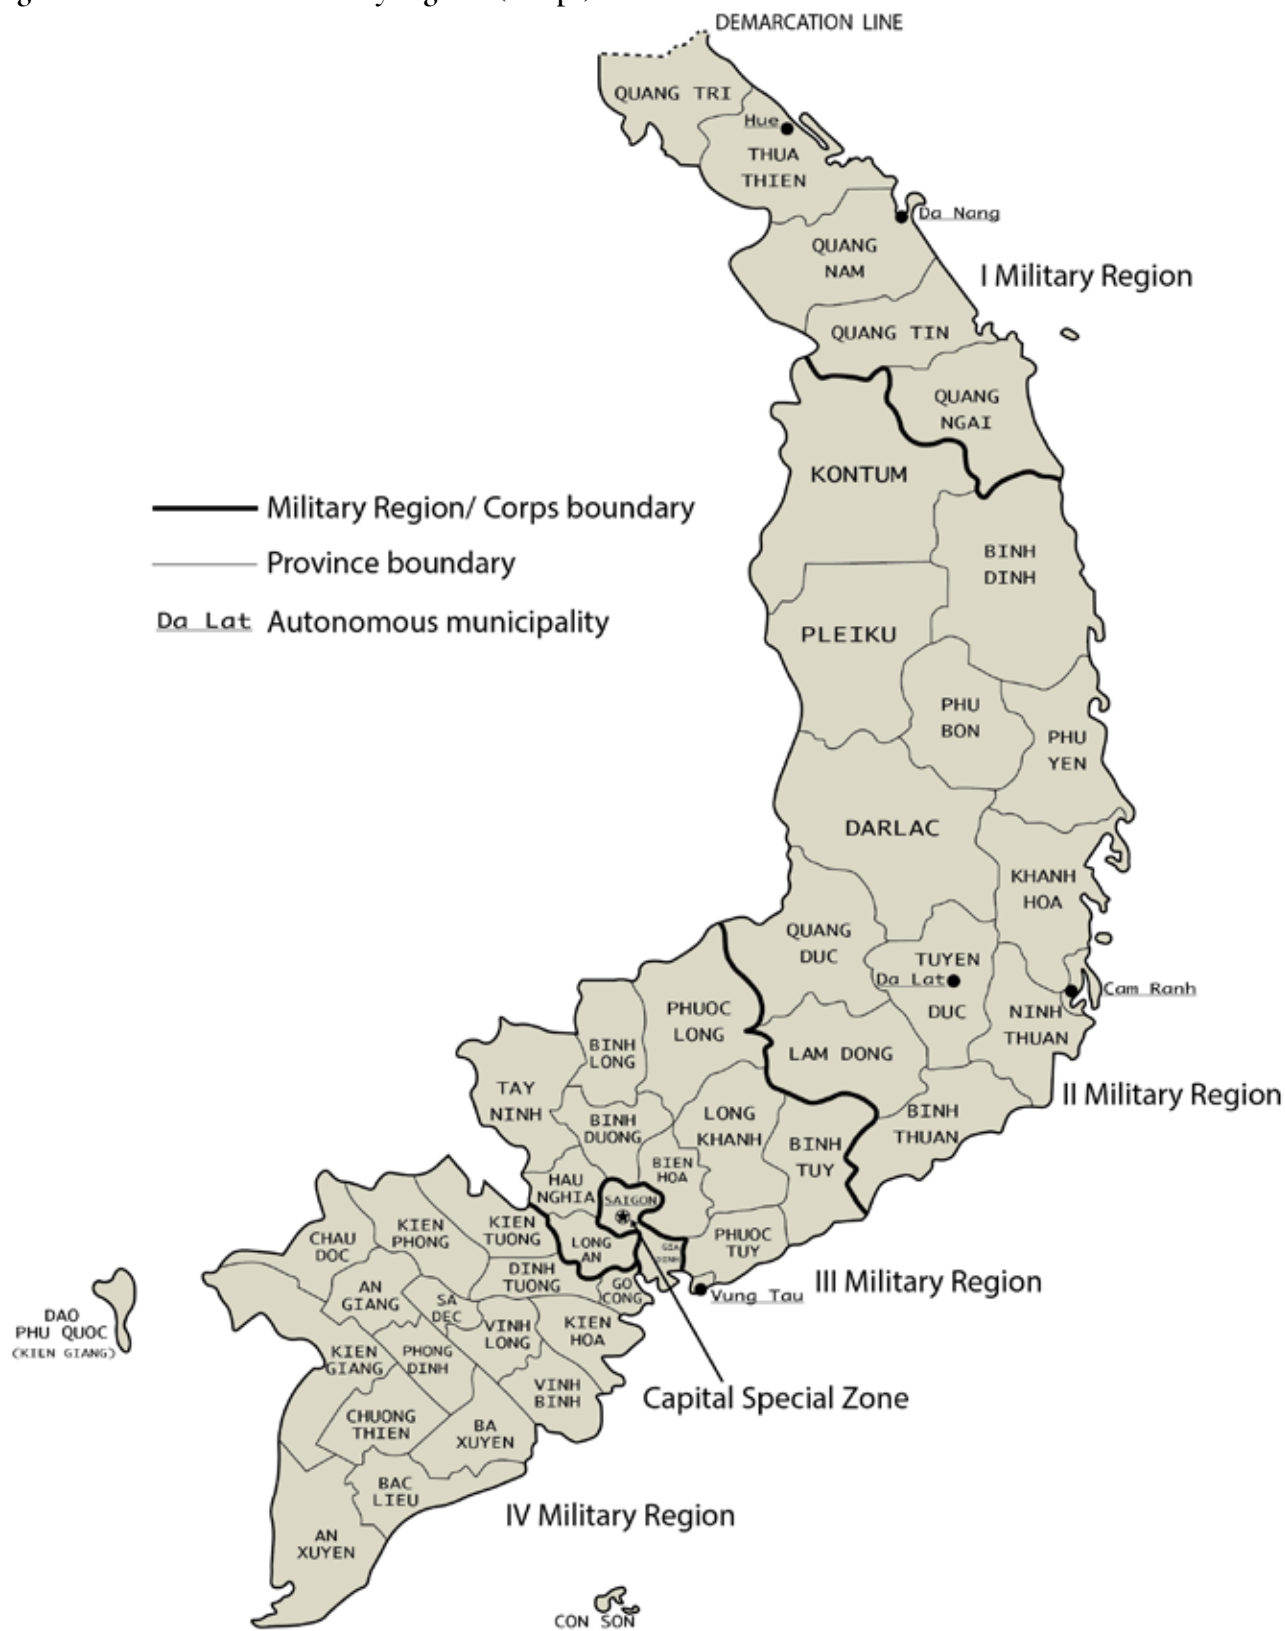 DEMARCATION LINE
QUANG TRI
Hue
THUA
THIEN
Da Nang
QUANG
NAM
I Military Region
QUANG TIN
QUANG
NGAI
KONTUM
Military Region/ Corps boundary
Province boundary
Da Lat Autonomous municipality
BINH
DINH
PLEIKU
PHU
BON
PHU
YEN
DARLAC
KHANH
HOA
QUANG
DUC
TUYEN
Da Lat
DUC
Cam Ranh
NINH
THUAN
PHUOC
LONG
LAM DONG
BINH
LONG
TAY
NINH
II Military Region
BINH
THUAN
BINH
DUONG
LONG
KHANH
BINH
TUY
BIEN
HOA
HAU
NGHIA
SAIGON
KIEN
TUONG
KIEN
PHONG
CHAU
DOC
LONG
AN
GIA
DINH
PHUOC
TUY
DINH
TUONG
GO
CONG
III Military Region
Vung Tau
AN
GIANG
SA
DEC
VINH
LONG
KIEN
HOA
DAO
PHU QUOC
(KIEN GIANG)
KIEN
GIANG
PHONG
DINH
VINH
BINH
Capital Special Zone
CHUONG
THIEN
BA
XUYEN
BAC
LIEU
IV Military Region
AN
XUYEN
CON SON